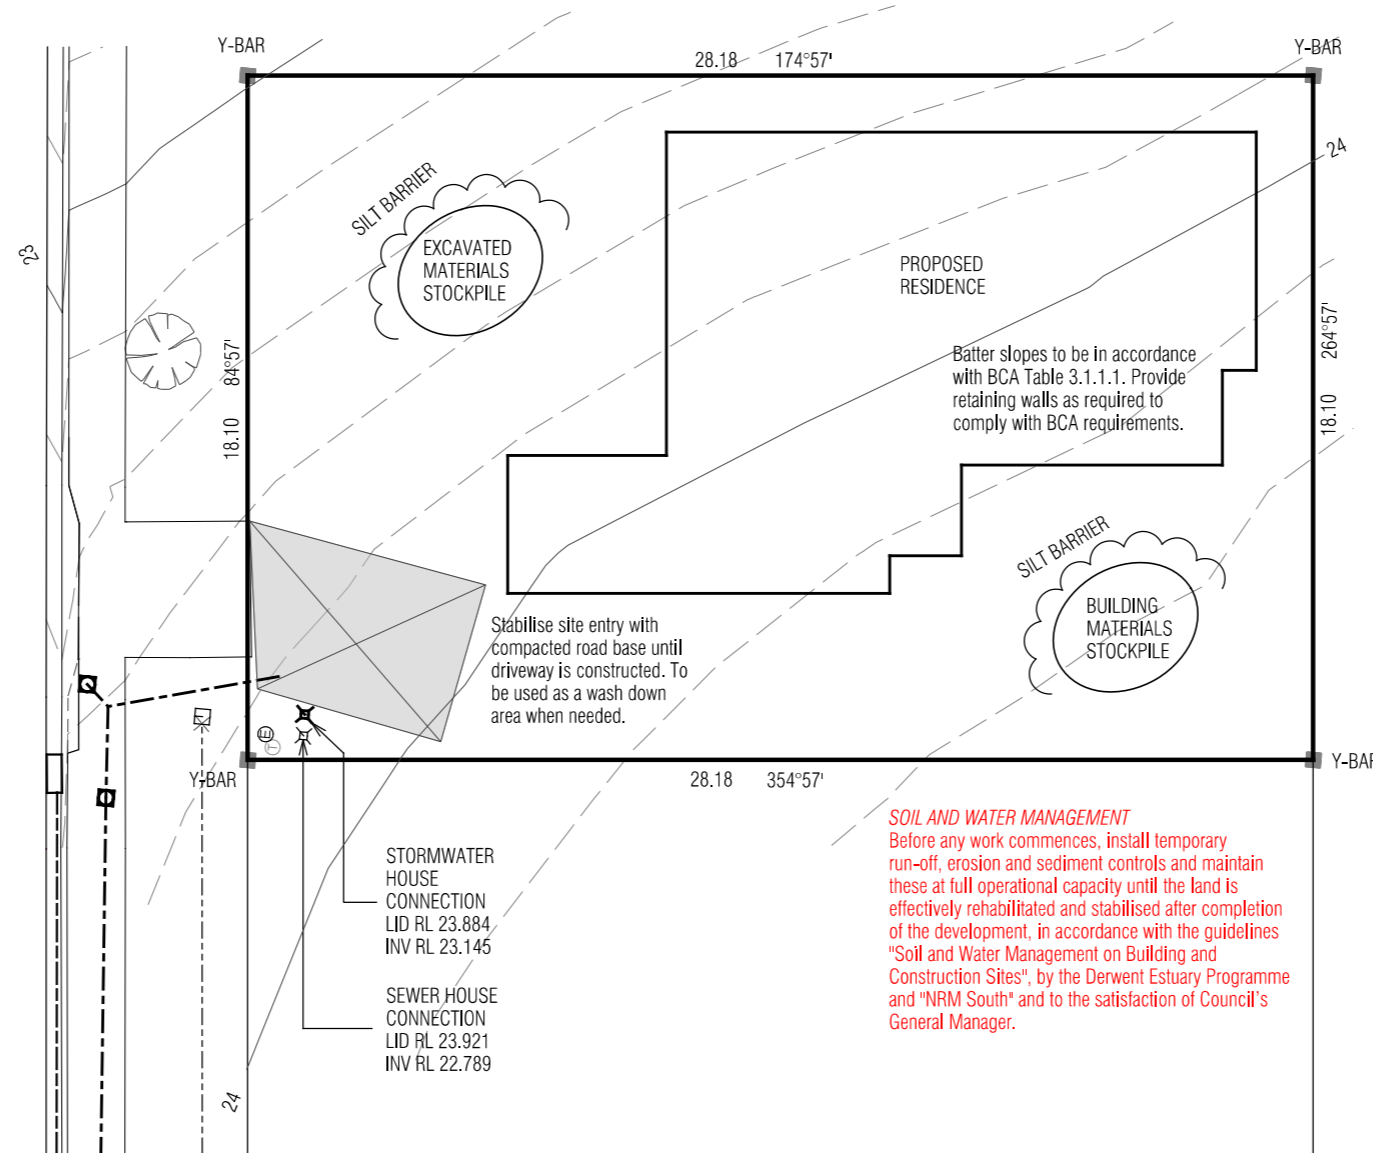 Y-BAR
28.18 174°57'
Y-BAR
24
23
SILT BARRIER
EXCAVATED
MATERIALS
STOCKPILE
PROPOSED
RESIDENCE
18.10 84°57'
18.10 264°57'
Batter slopes to be in accordance
with BCA Table 3.1.1.1. Provide
retaining walls as required to
comply with BCA requirements.
SILT BARRIER
BUILDING
MATERIALS
STOCKPILE
Stabilise site entry with
compacted road base until
driveway is constructed. To
be used as a wash down
area when needed.
E
T
Y-BAR
28.18 354°57'
Y-BAR
SOIL AND WATER MANAGEMENT
Before any work commences, install temporary
run-off, erosion and sediment controls and maintain
these at full operational capacity until the land is
effectively rehabilitated and stabilised after completion
of the development, in accordance with the guidelines
"Soil and Water Management on Building and
Construction Sites", by the Derwent Estuary Programme
and "NRM South" and to the satisfaction of Council's
General Manager.
STORMWATER
HOUSE
CONNECTION
LID RL 23.884
INV RL 23.145
SEWER HOUSE
CONNECTION
LID RL 23.921
INV RL 22.789
24